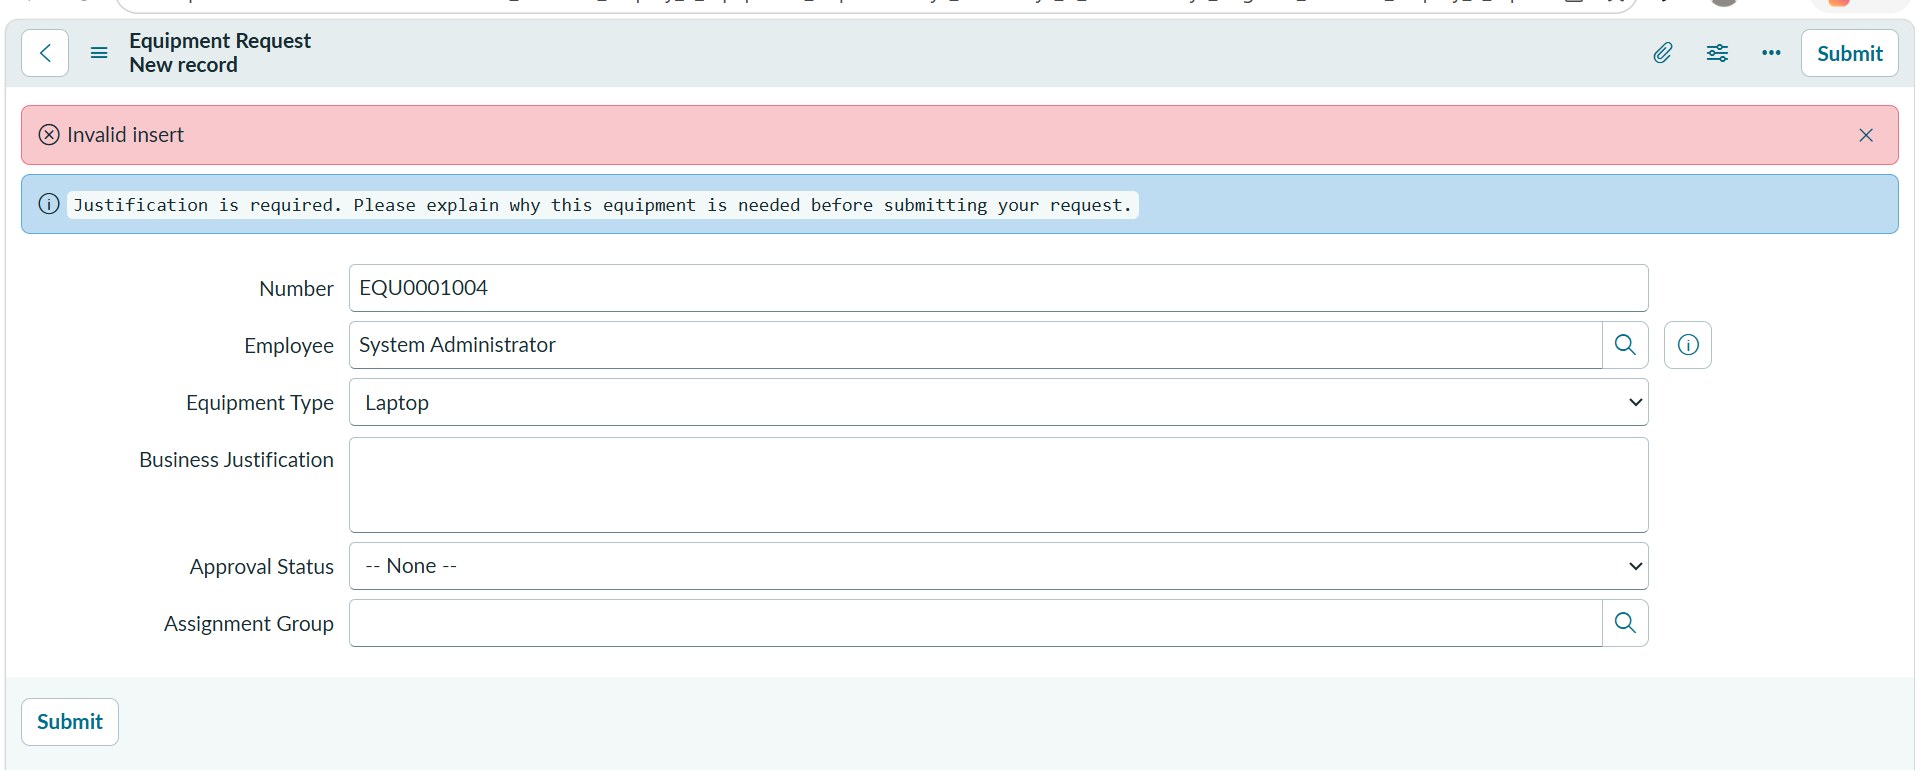 Equipment Request
New record
Submit
Invalid insert
Justification is required. Please explain why this equipment is needed before submitting your request.
Number
EQU0001004
Employee
System Administrator
Equipment Type
Laptop
Business Justification
Approval Status
-- None --
Assignment Group
Submit